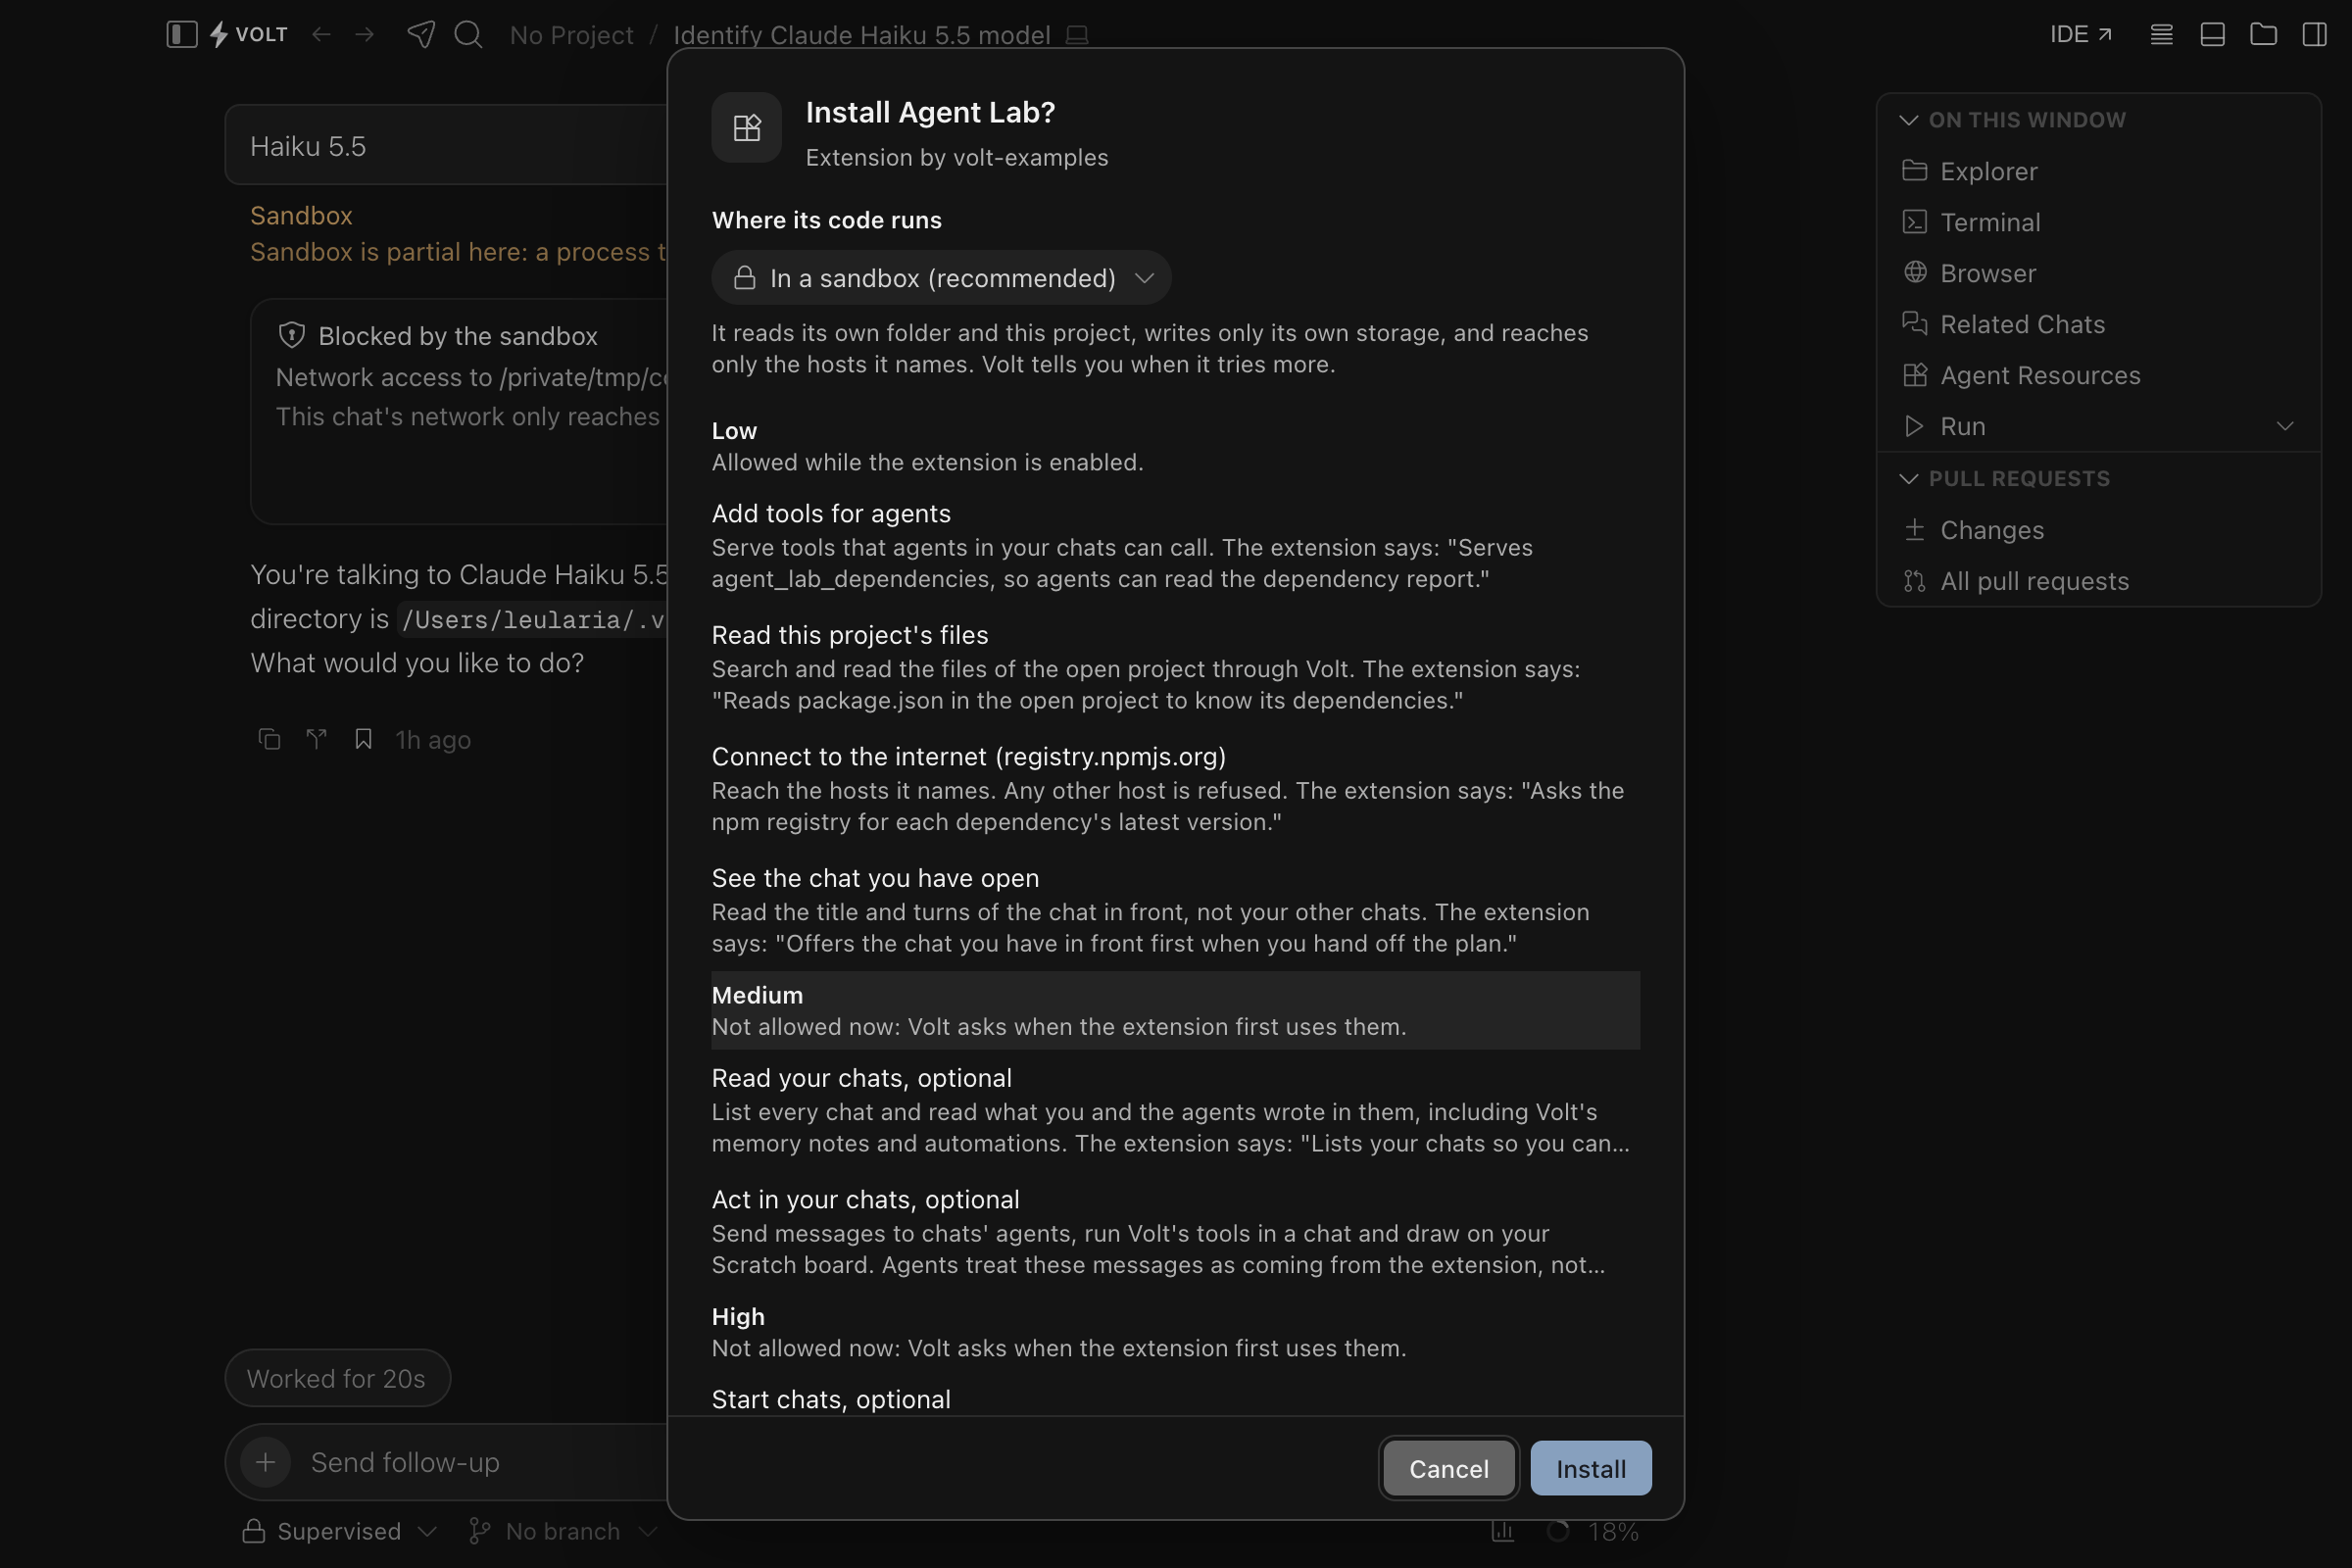 VOLT
No Project / Identify Claude Haiku 5.5 model
IDE
Haiku 5.5
Sandbox
Sandbox is partial here: a process
Blocked by the sandbox
Network access to /private/tmp/
This chat's network only reaches
You're talking to Claude Haiku 5.5
directory is /Users/leularia/.v
What would you like to do?
1h ago
Worked for 20s
Send follow-up
Supervised
No branch
18%
Install Agent Lab?
Extension by volt-examples
Where its code runs
In a sandbox (recommended)
It reads its own folder and this project, writes only its own storage, and reaches
only the hosts it names. Volt tells you when it tries more.
Low
Allowed while the extension is enabled.
Add tools for agents
Serve tools that agents in your chats can call. The extension says: "Serves
agent_lab_dependencies, so agents can read the dependency report."
Read this project's files
Search and read the files of the open project through Volt. The extension says:
"Reads package.json in the open project to know its dependencies."
Connect to the internet (registry.npmjs.org)
Reach the hosts it names. Any other host is refused. The extension says: "Asks the
npm registry for each dependency's latest version."
See the chat you have open
Read the title and turns of the chat in front, not your other chats. The extension
says: "Offers the chat you have in front first when you hand off the plan."
Medium
Not allowed now: Volt asks when the extension first uses them.
Read your chats, optional
List every chat and read what you and the agents wrote in them, including Volt's
memory notes and automations. The extension says: "Lists your chats so you can...
Act in your chats, optional
Send messages to chats' agents, run Volt's tools in a chat and draw on your
Scratch board. Agents treat these messages as coming from the extension, not...
High
Not allowed now: Volt asks when the extension first uses them.
Start chats, optional
Cancel
Install
ON THIS WINDOW
Explorer
Terminal
Browser
Related Chats
Agent Resources
Run
PULL REQUESTS
Changes
All pull requests